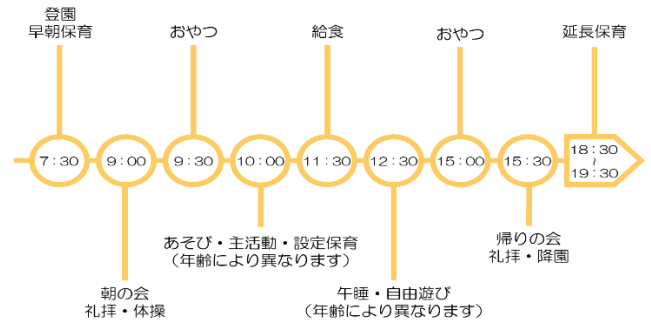 登園
早朝保育
おやつ
給食
おやつ
延長保育
7：30
9：00
9：30
10：00
11：30
12：30
15：00
15：30
18：30
～
19：30
あそび・主活動・設定保育
（年齢により異なります）
帰りの会
礼拝・降園
朝の会
礼拝・体操
午睡・自由遊び
（年齢により異なります）